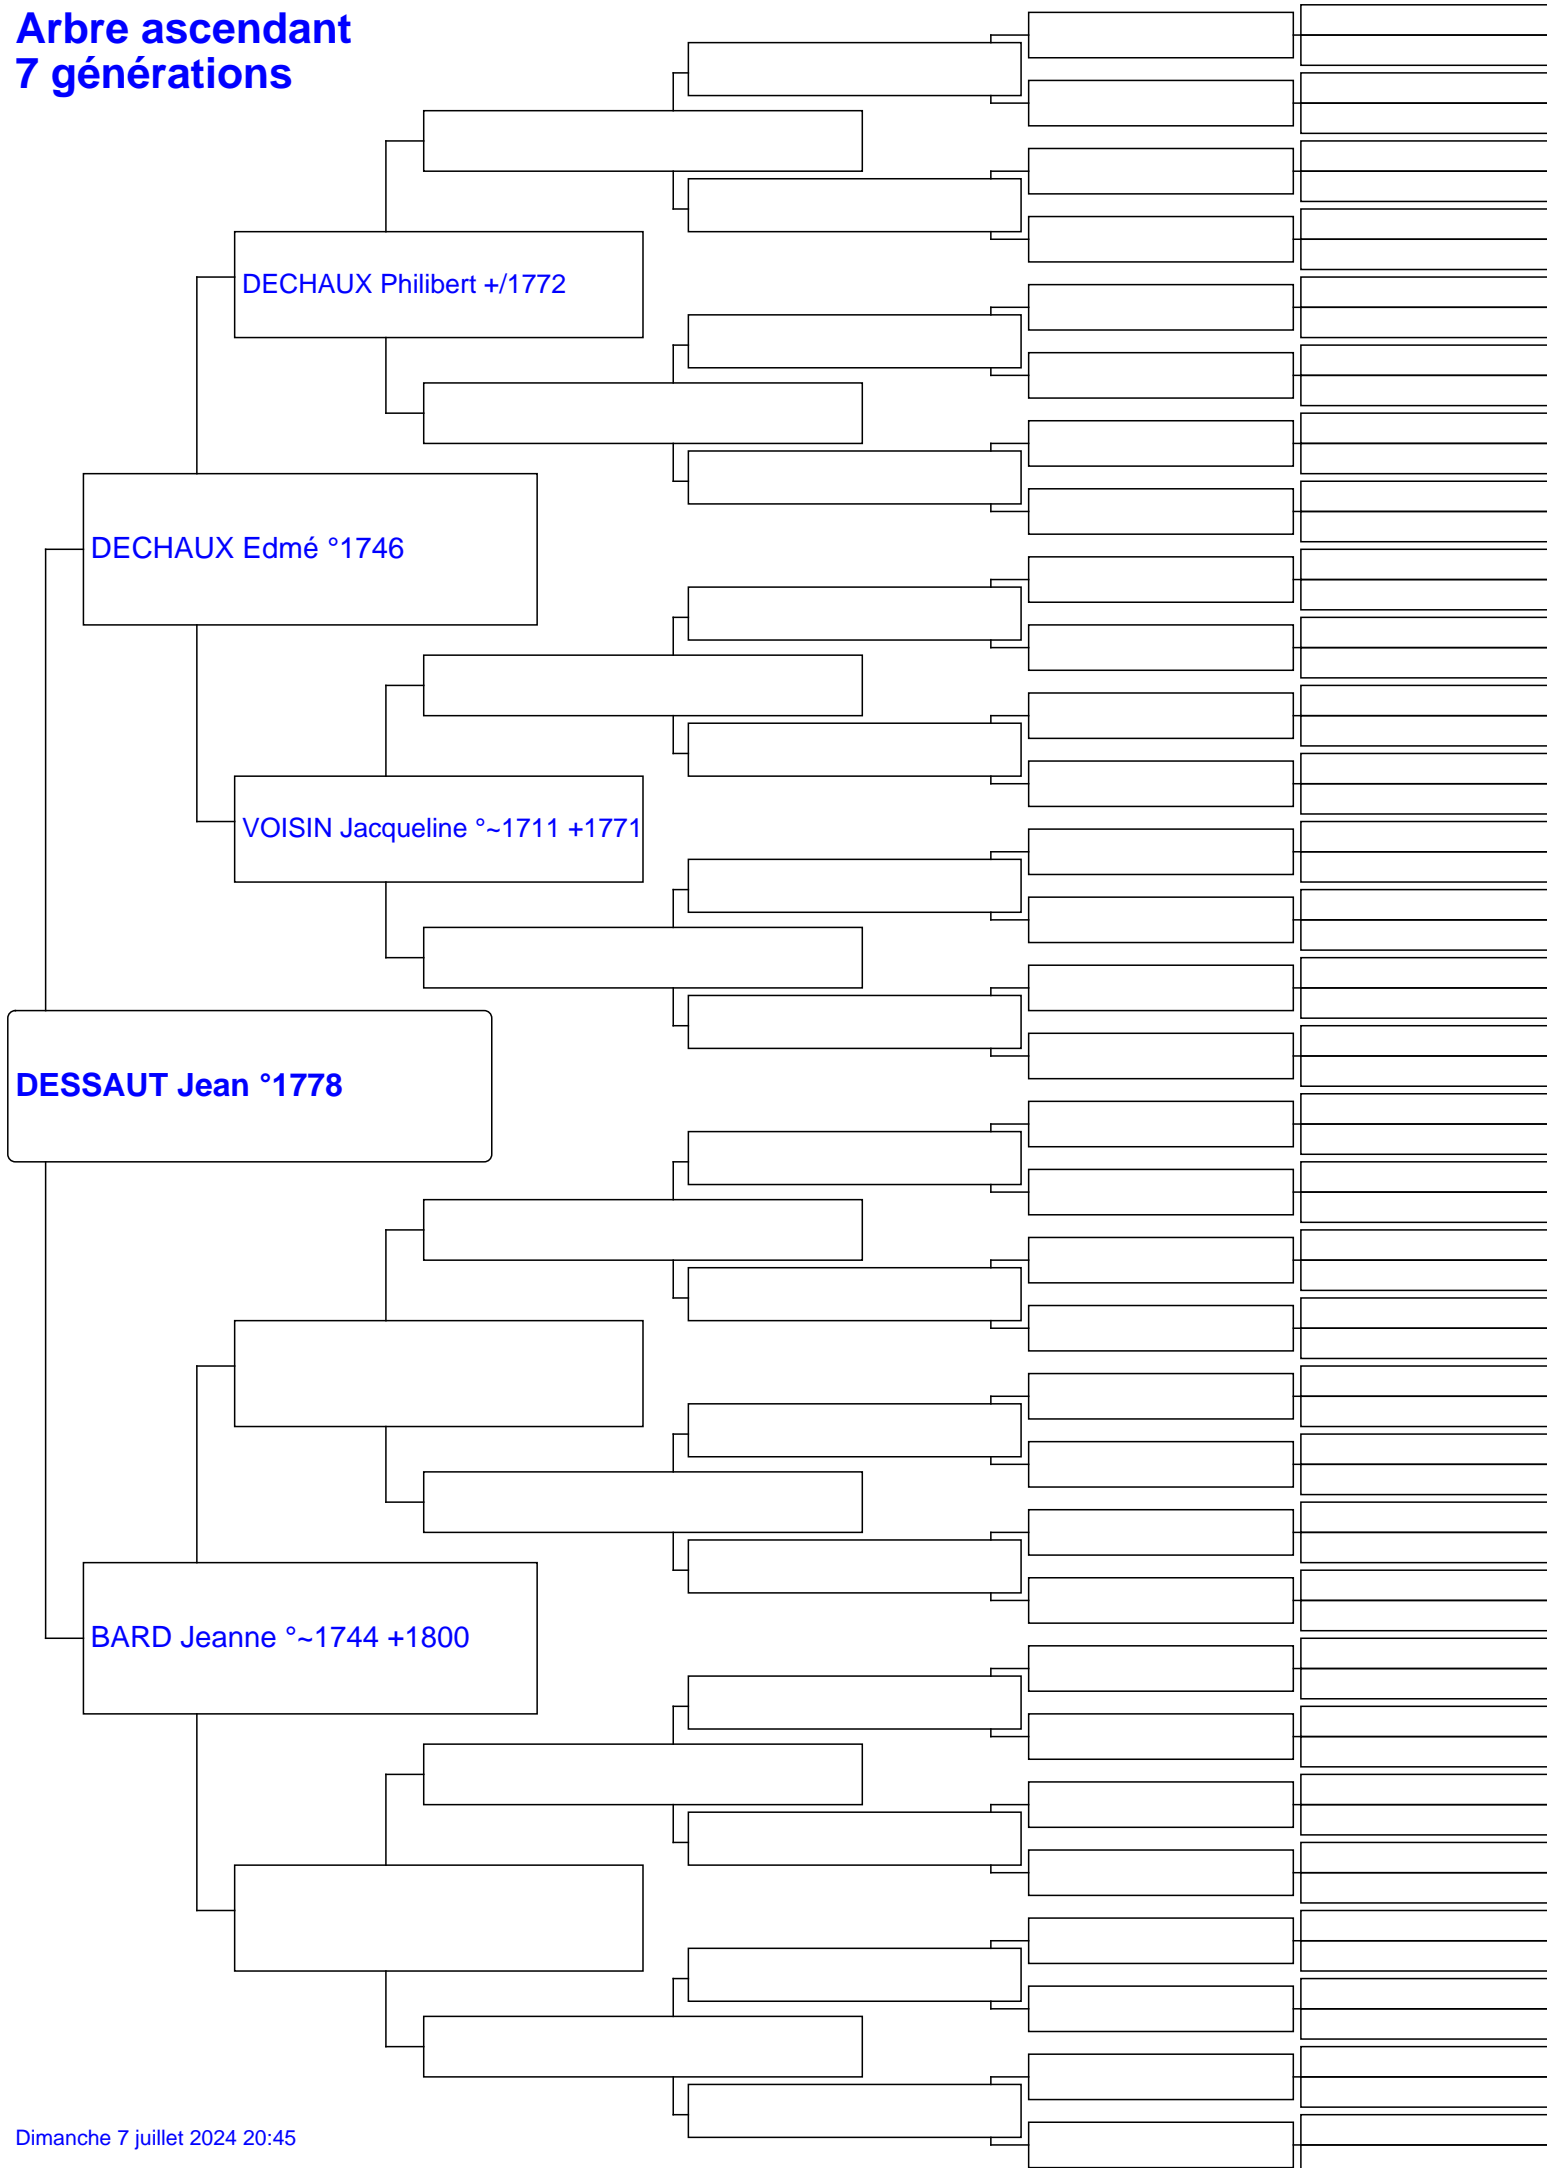 Arbre ascendant
7 générations
DECHAUX Philibert +/1772
DECHAUX Edmé °1746
VOISIN Jacqueline °~1711 +1771
DESSAUT Jean °1778
BARD Jeanne °~1744 +1800
Dimanche 7 juillet 2024 20:45